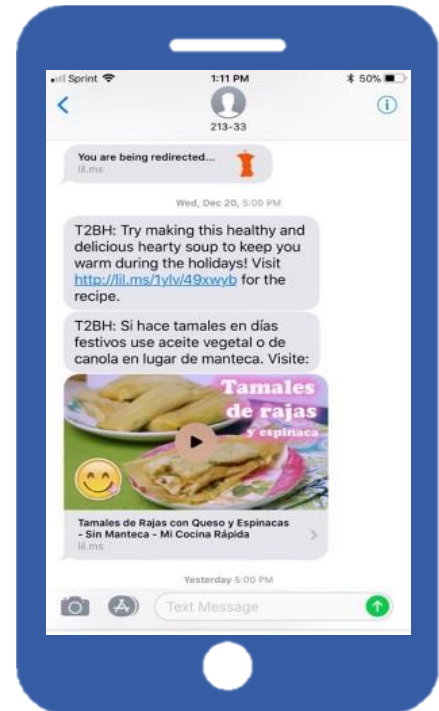 Sprint 1:11 PM 50%
213-33
You are being redirected...
lil.ms
Wed, Dec 20, 5:00 PM
T2BH: Try making this healthy and
delicious hearty soup to keep you
warm during the holidays! Visit
http://lil.ms/1ylv/49xwyb for the
recipe.
T2BH: Si hace tamales en días
festivos use aceite vegetal o de
canola en lugar de manteca. Visite:
Tamales
de rajas
y espinaca
Tamales de Rajas con Queso y Espinacas
- Sin Manteca - Mi Cocina Rápida
lil.ms
Yesterday 5:00 PM
Text Message